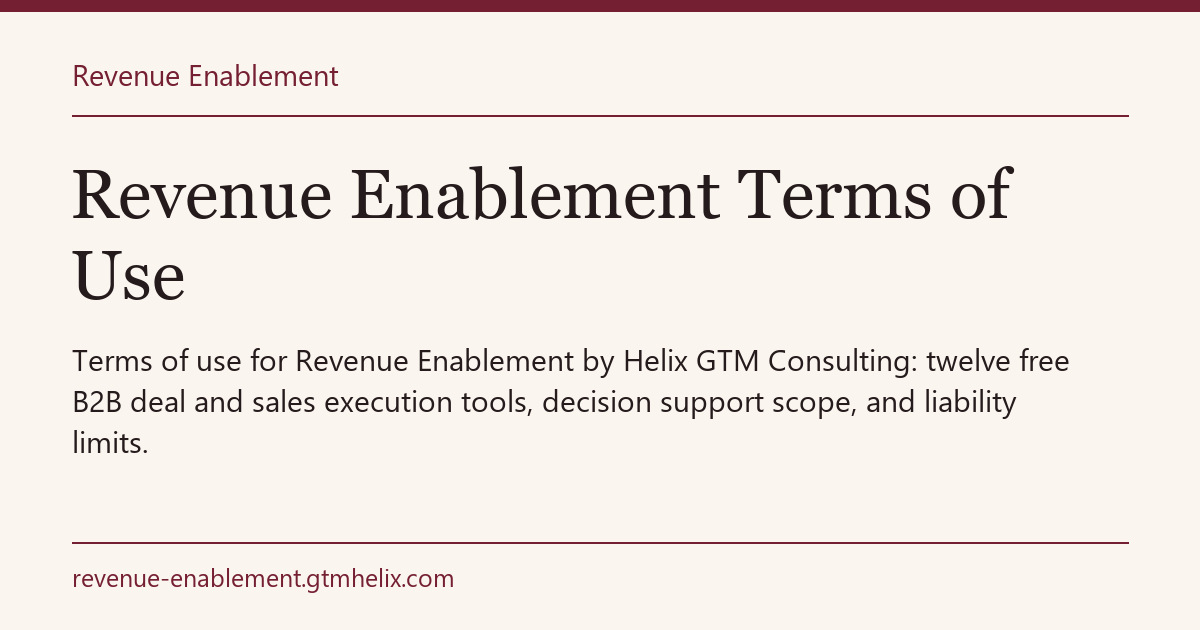 Revenue Enablement
Revenue Enablement Terms of
Use
Terms of use for Revenue Enablement by Helix GTM Consulting: twelve free
B2B deal and sales execution tools, decision support scope, and liability
limits.
revenue-enablement.gtmhelix.com